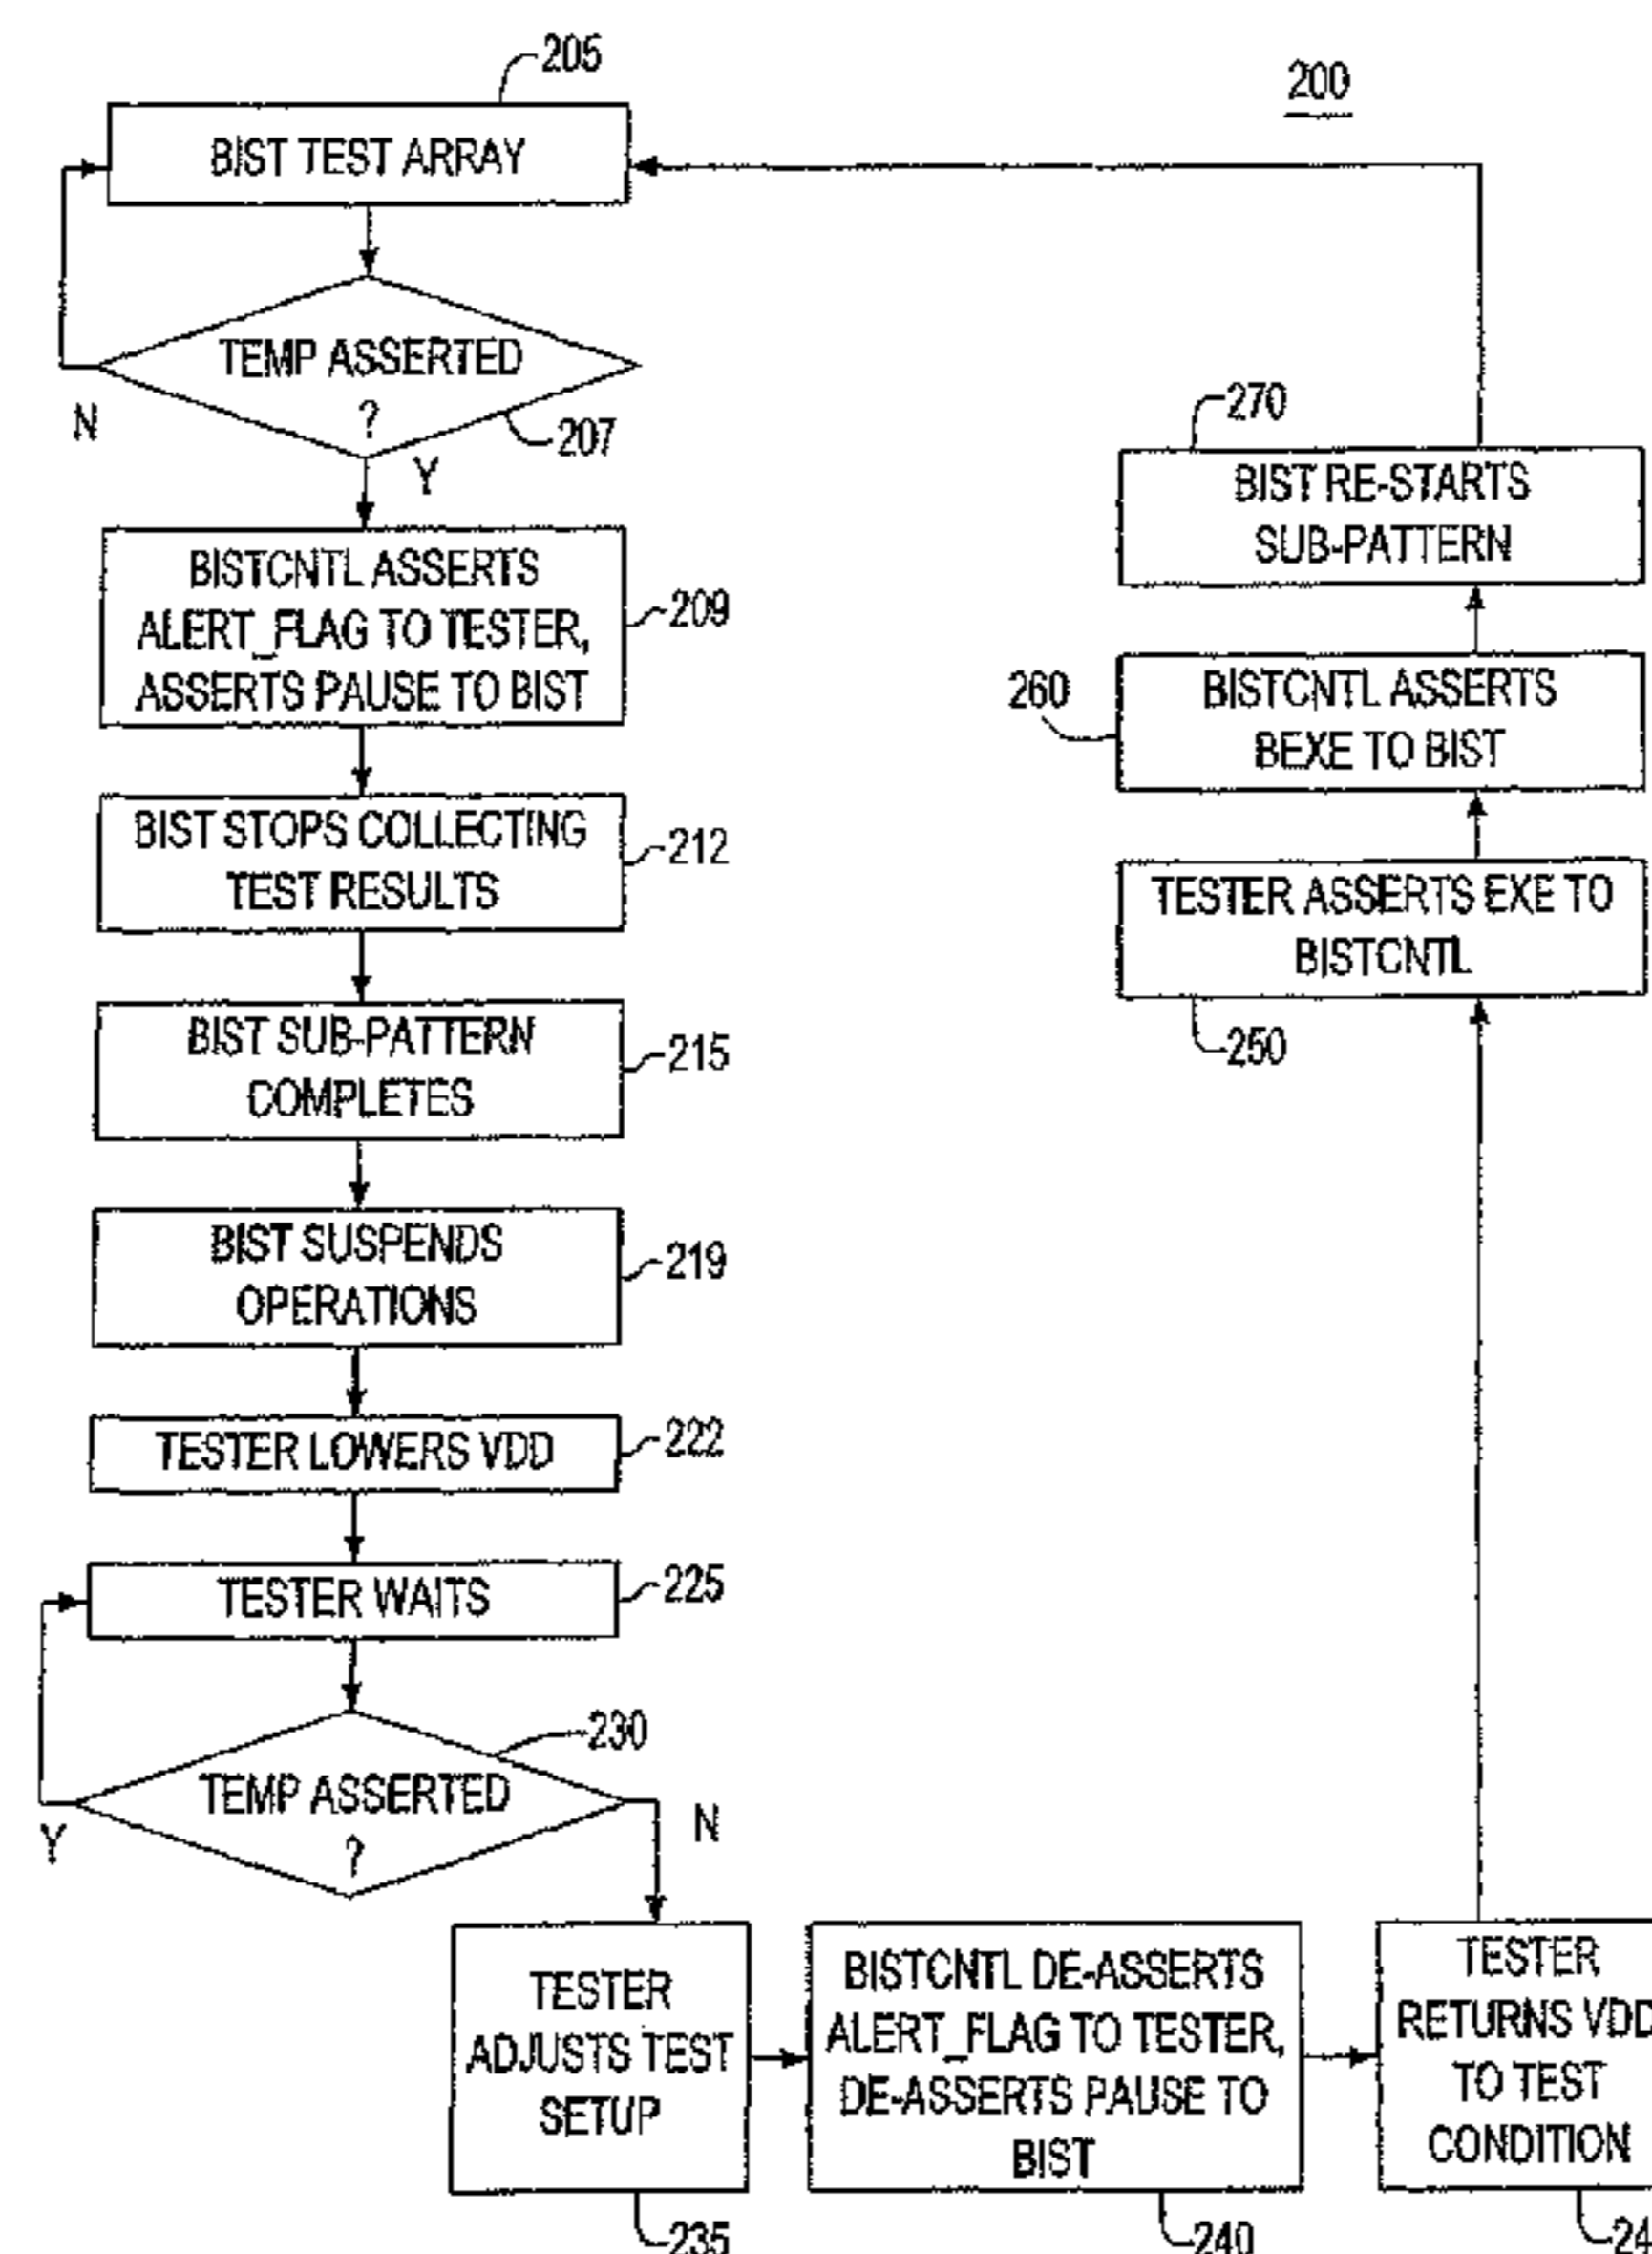 200
205
BIST TEST ARRAY
TEMP ASSERTED
?
207
N
Y
BISTCNTL ASSERTS
ALERT_FLAG TO TESTER,
ASSERTS PAUSE TO BIST
209
BIST STOPS COLLECTING
TEST RESULTS
212
BIST SUB-PATTERN
COMPLETES
215
BIST SUSPENDS
OPERATIONS
219
TESTER LOWERS VDD
222
TESTER WAITS
225
230
TEMP ASSERTED
?
Y
N
TESTER
ADJUSTS TEST
SETUP
235
BISTCNTL DE-ASSERTS
ALERT_FLAG TO TESTER,
DE-ASSERTS PAUSE TO
BIST
240
TESTER
RETURNS VDD
TO TEST
CONDITION
TESTER ASSERTS EXE TO
BISTCNTL
250
260
BISTCNTL ASSERTS
BEXE TO BIST
270
BIST RE-STARTS
SUB-PATTERN